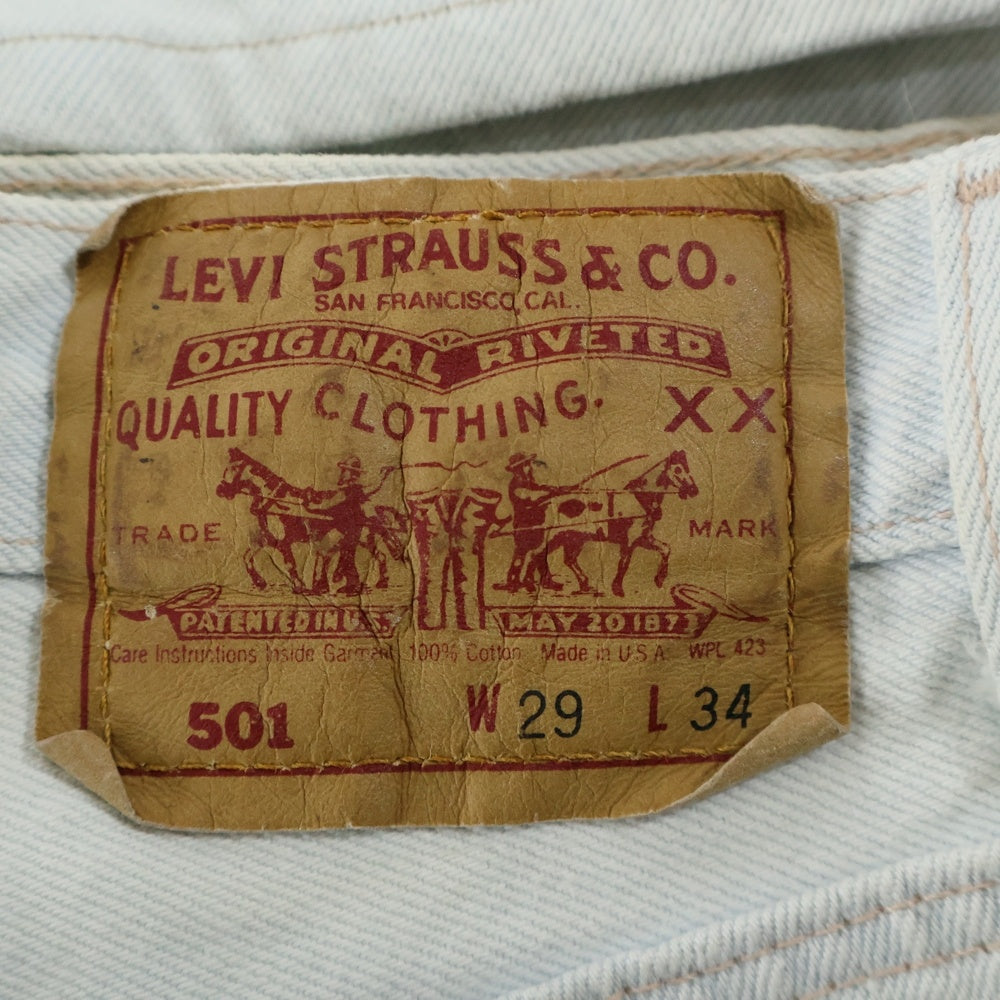 LEVI STRAUSS & CO.
SAN FRANCISCO, CAL.
ORIGINAL RIVETED
QUALITY CLOTHING. XX
TRADE MARK
PATENTED IN U.S. MAY 20 1873
Care Instructions Inside Garment 100% Cotton Made in U S A WPL 423
501 W 29 L 34